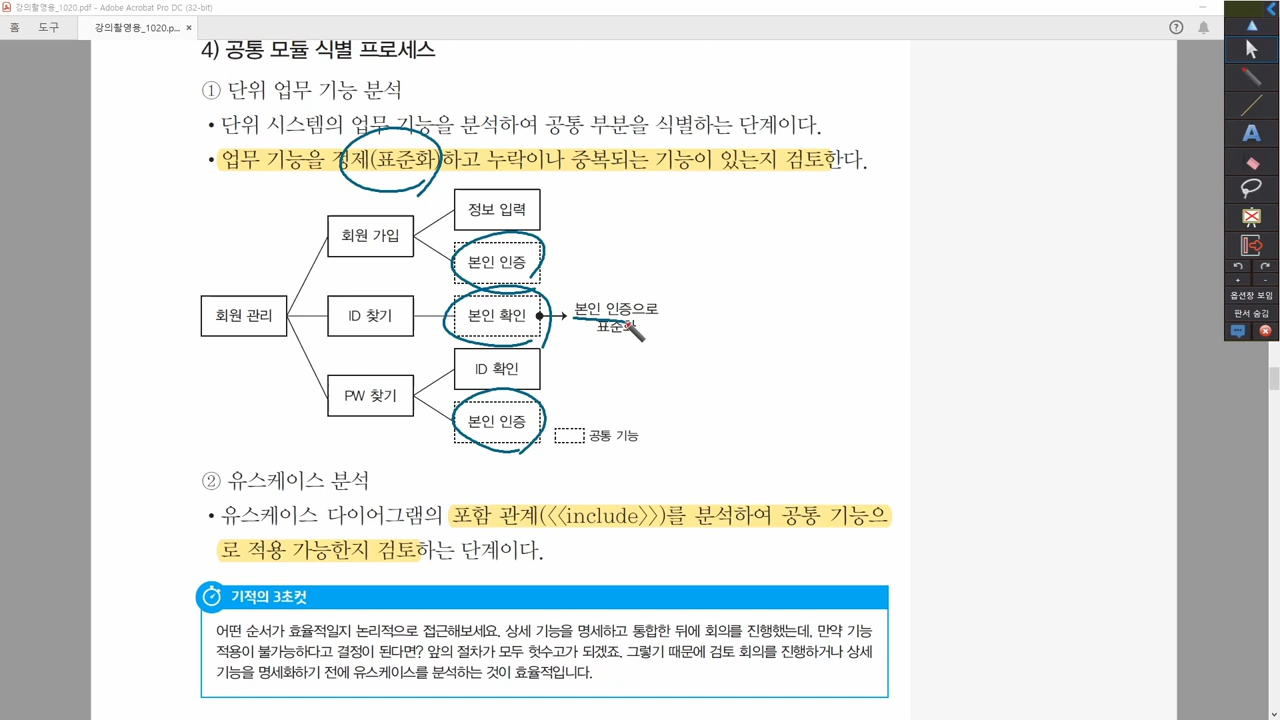 강의촬영용_1020.pdf - Adobe Acrobat Pro DC (32-bit)
홈 도구 강의촬영용_1020.p... ×
4) 공통 모듈 식별 프로세스
① 단위 업무 기능 분석
• 단위 시스템의 업무 기능을 분석하여 공통 부분을 식별하는 단계이다.
• 업무 기능을 정제(표준화)하고 누락이나 중복되는 기능이 있는지 검토한다.
정보 입력
회원 가입
본인 인증
회원 관리
ID 찾기
본인 확인
본인 인증으로
표준화
ID 확인
PW 찾기
본인 인증
공통 기능
② 유스케이스 분석
• 유스케이스 다이어그램의 포함 관계(<<include>>)를 분석하여 공통 기능으
로 적용 가능한지 검토하는 단계이다.
기적의 3초컷
어떤 순서가 효율적일지 논리적으로 접근해보세요. 상세 기능을 명세하고 통합한 뒤에 회의를 진행했는데, 만약 기능
적용이 불가능하다고 결정이 된다면? 앞의 절차가 모두 헛수고가 되겠죠. 그렇기 때문에 검토 회의를 진행하거나 상세
기능을 명세화하기 전에 유스케이스를 분석하는 것이 효율적입니다.
A
옵션창 보임
판서 숨김